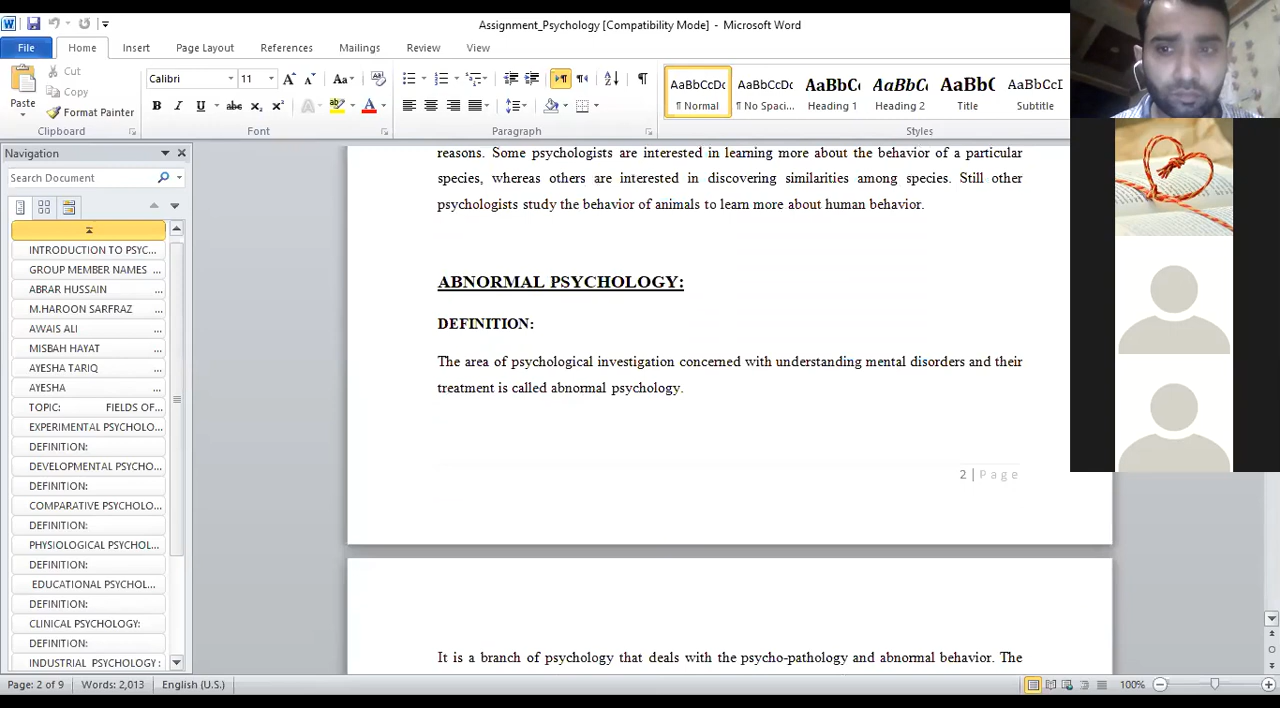 Assignment_Psychology [Compatibility Mode] - Microsoft Word
File Home Insert Page Layout References Mailings Review View
Paste Cut Copy Format Painter
Calibri 11
AaBbCcDc ¶ Normal
AaBbCcDc ¶ No Spaci...
AaBbC Heading 1
AaBbCc Heading 2
AaBb( Title
AaBbCcI Subtitle
Clipboard Font Paragraph Styles
Navigation
Search Document
INTRODUCTION TO PSYC...
GROUP MEMBER NAMES ...
ABRAR HUSSAIN ...
M.HAROON SARFRAZ ...
AWAIS ALI ...
MISBAH HAYAT ...
AYESHA TARIQ ...
AYESHA ...
TOPIC: FIELDS OF...
EXPERIMENTAL PSYCHOLO...
DEFINITION:
DEVELOPMENTAL PSYCHO...
DEFINITION:
COMPARATIVE PSYCHOLO...
DEFINITION:
PHYSIOLOGICAL PSYCHOL...
DEFINITION:
EDUCATIONAL PSYCHOL...
DEFINITION:
CLINICAL PSYCHOLOGY:
DEFINITION:
INDUSTRIAL PSYCHOLOGY :
reasons. Some psychologists are interested in learning more about the behavior of a particular
species, whereas others are interested in discovering similarities among species. Still other
psychologists study the behavior of animals to learn more about human behavior.
ABNORMAL PSYCHOLOGY:
DEFINITION:
The area of psychological investigation concerned with understanding mental disorders and their
treatment is called abnormal psychology.
2 | Page
It is a branch of psychology that deals with the psycho-pathology and abnormal behavior. The
Page: 2 of 9 Words: 2,013 English (U.S.) 100%